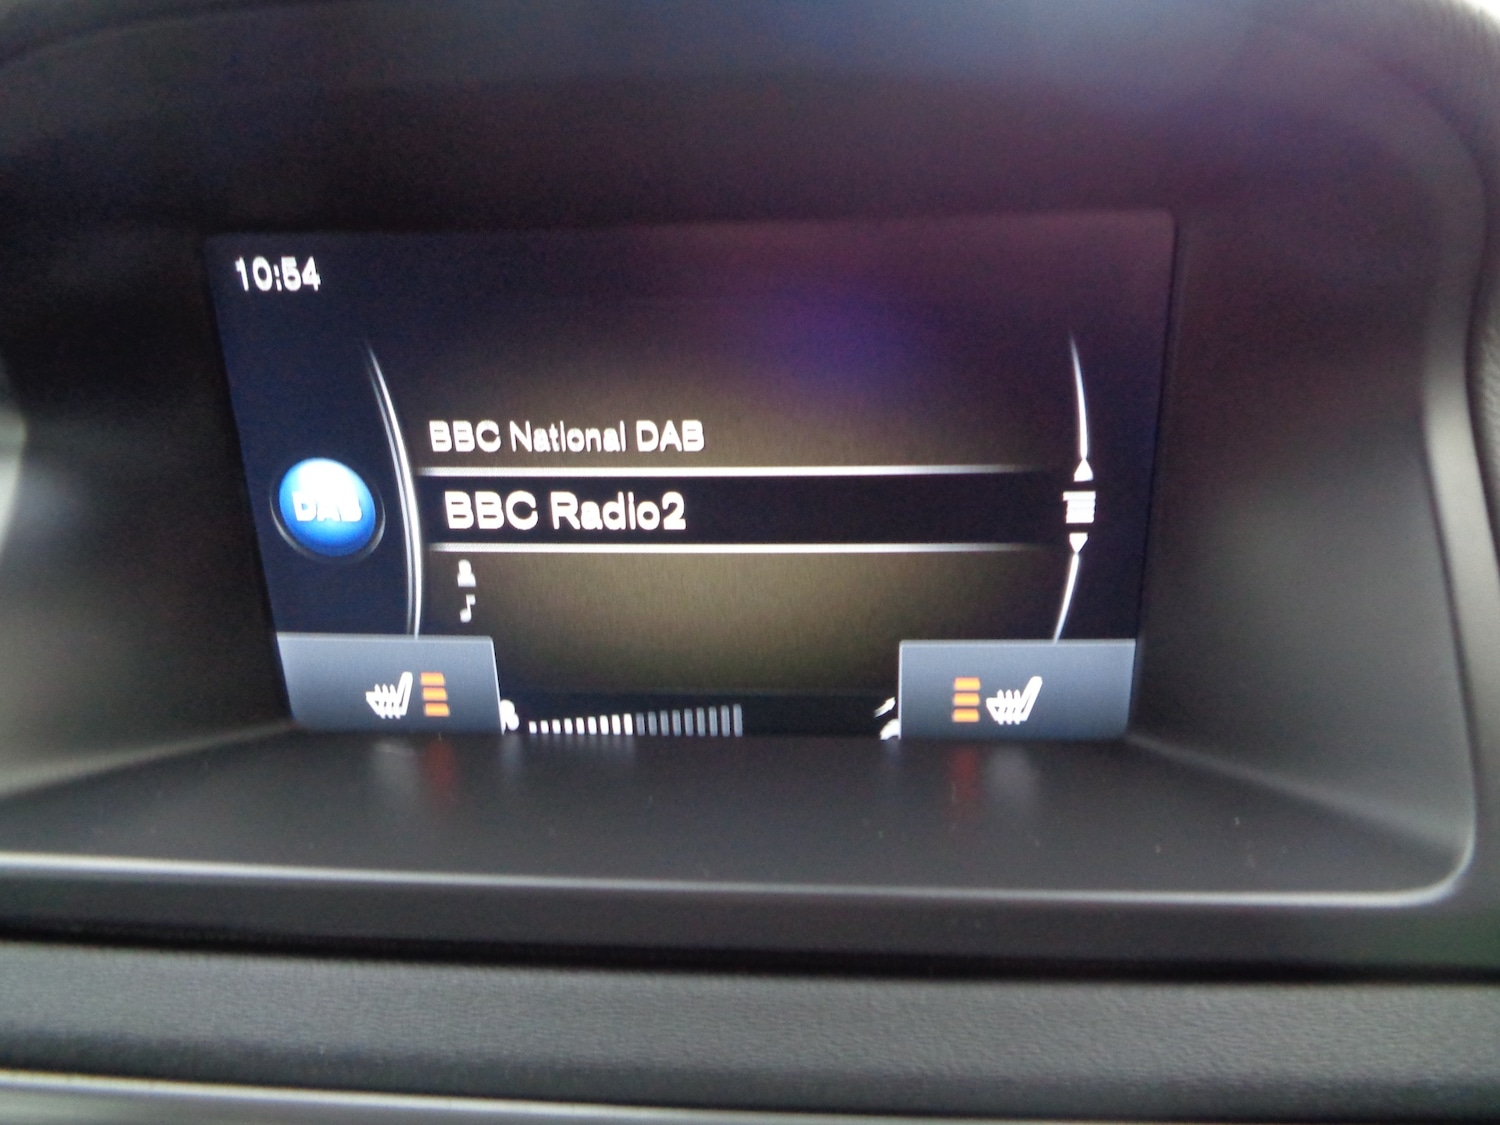 10:54
BBC National DAB
DAB
BBC Radio2